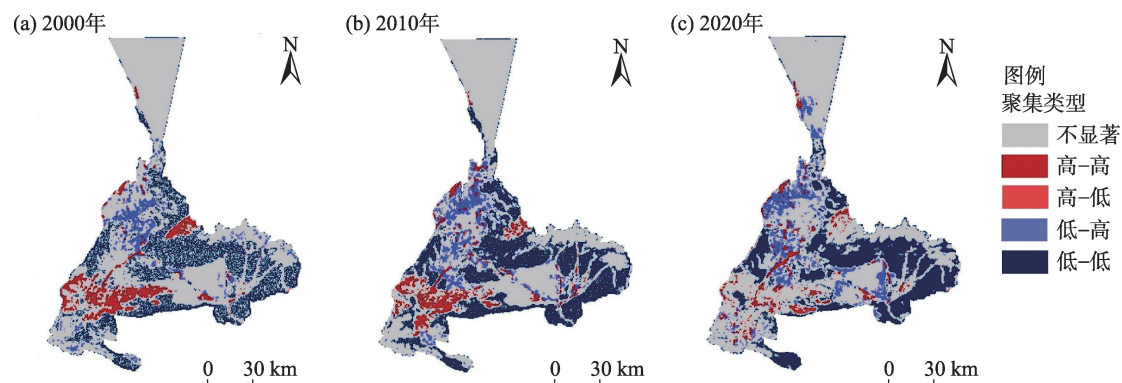 (a) 2000年
(b) 2010年
(c) 2020年
N
N
N
图例
聚集类型
不显著
高-高
高-低
低-高
低-低
0 30 km
0 30 km
0 30 km